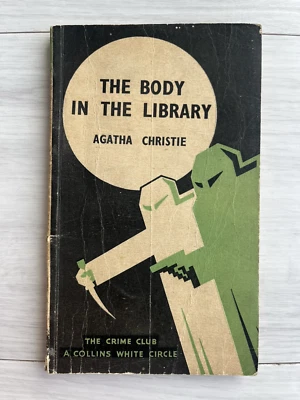 THE BODY
IN THE LIBRARY
AGATHA CHRISTIE
THE CRIME CLUB
A COLLINS WHITE CIRCLE